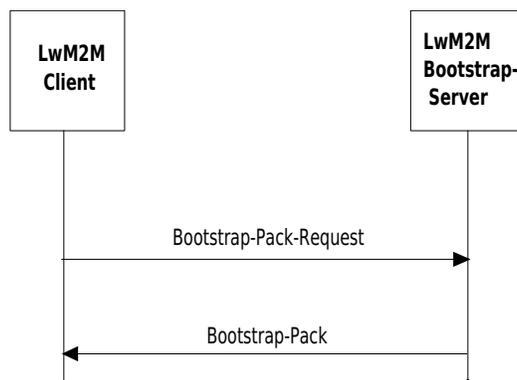 LwM2M
Client
LwM2M
Bootstrap-
Server
Bootstrap-Pack-Request
Bootstrap-Pack